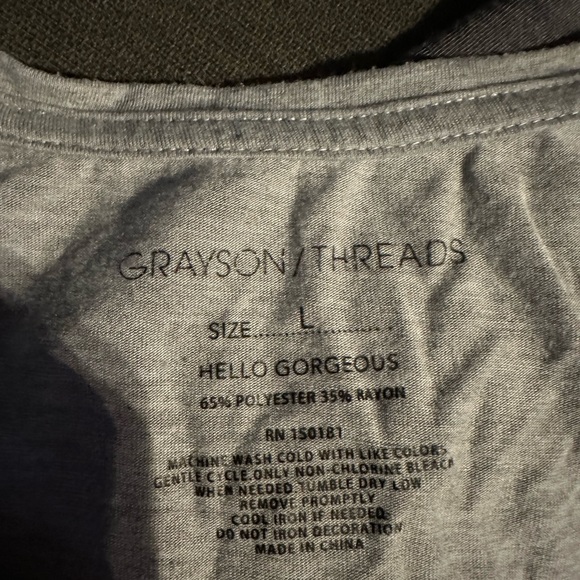 GRAYSON/THREADS
SIZE..........L.............
HELLO GORGEOUS
65% POLYESTER 35% RAYON
RN 150181
MACHINE WASH COLD WITH LIKE COLORS
GENTLE CYCLE.ONLY NON-CHLORINE BLEACH
WHEN NEEDED TUMBLE DRY LOW
REMOVE PROMPTLY
COOL IRON IF NEEDED
DO NOT IRON DECORATION
MADE IN CHINA